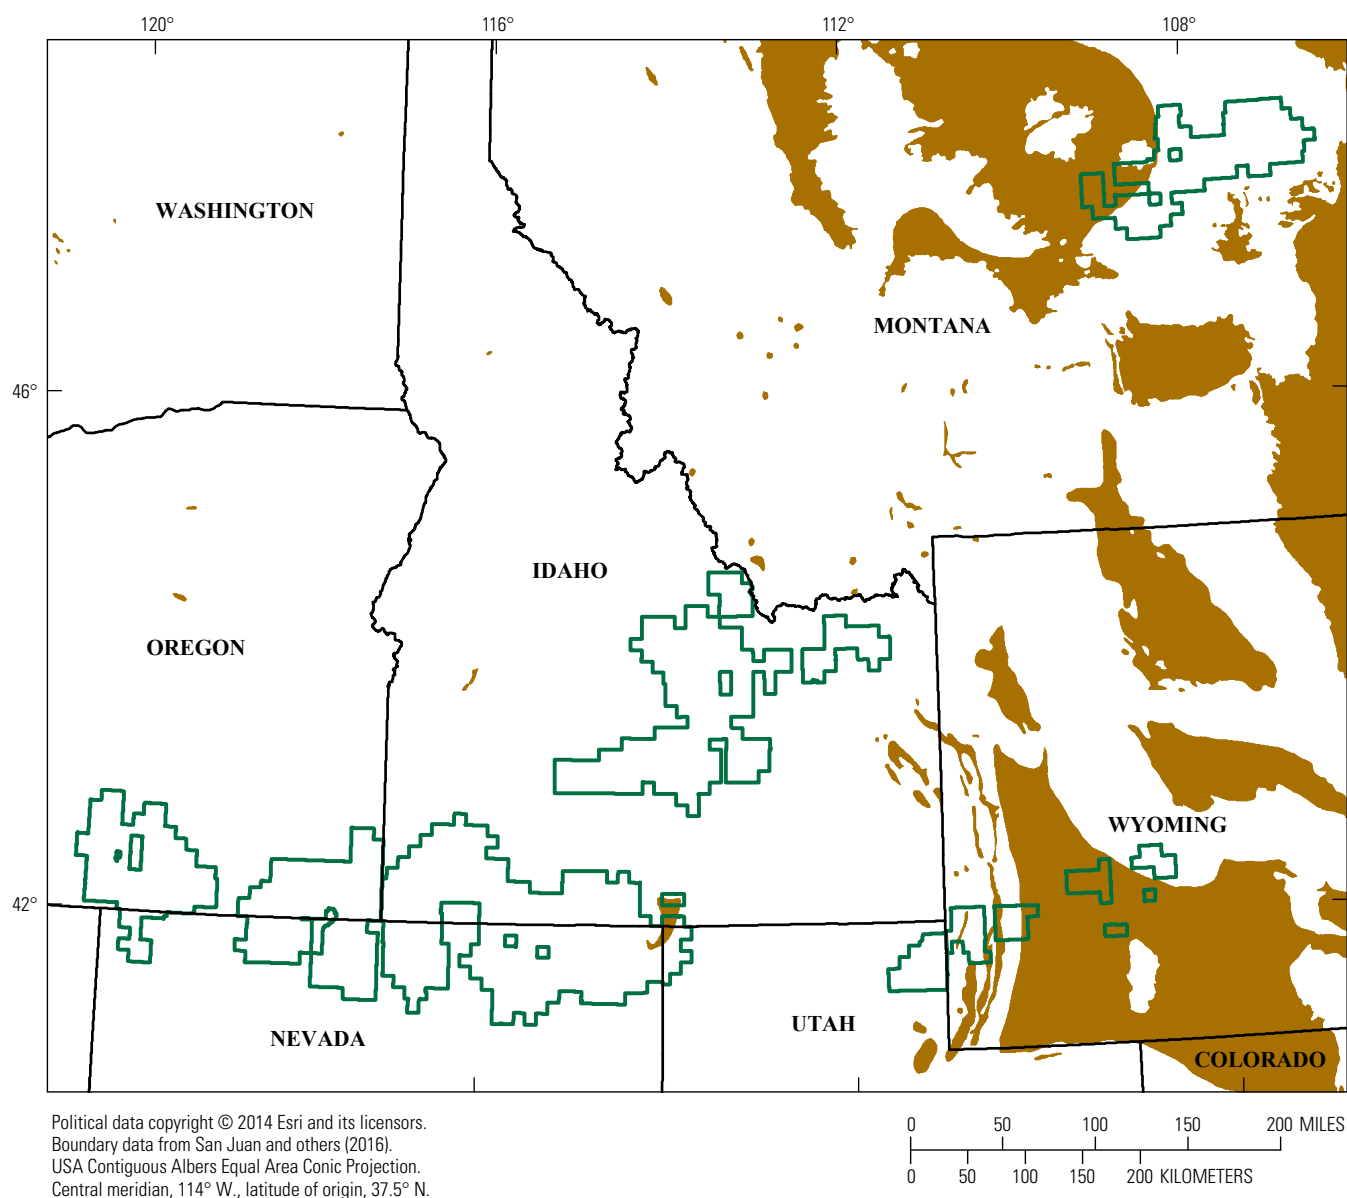 120° 116° 112° 108°
WASHINGTON
MONTANA
46° 
IDAHO
OREGON
WYOMING
42°
UTAH
NEVADA
COLORADO
Political data copyright © 2014 Esri and its licensors.
Boundary data from San Juan and others (2016).
USA Contiguous Albers Equal Area Conic Projection.
Central meridian, 114° W., latitude of origin, 37.5° N.
0 50 100 150 200 MILES
0 50 100 150 200 KILOMETERS